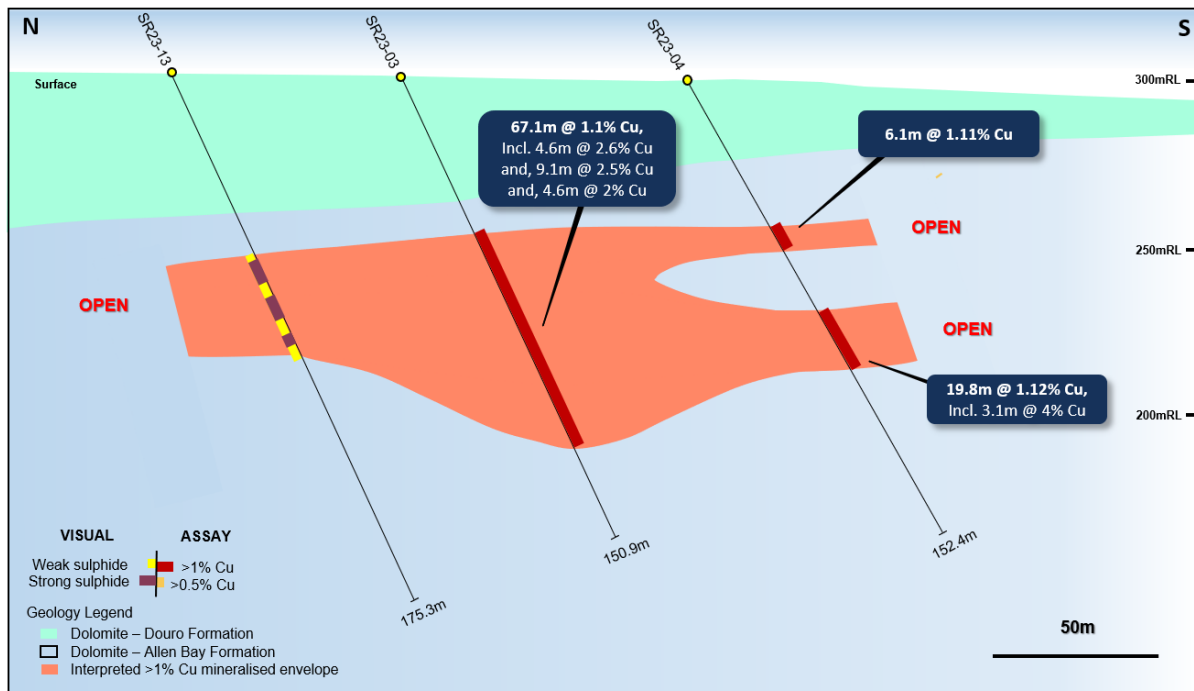 N
S
SR23-13
SR23-03
SR23-04
Surface
300mRL
67.1m @ 1.1% Cu,
Incl. 4.6m @ 2.6% Cu
and, 9.1m @ 2.5% Cu
and, 4.6m @ 2% Cu
6.1m @ 1.11% Cu
OPEN
250mRL
OPEN
OPEN
19.8m @ 1.12% Cu,
Incl. 3.1m @ 4% Cu
200mRL
150.9m
152.4m
175.3m
VISUAL ASSAY
Weak sulphide >1% Cu
Strong sulphide >0.5% Cu
Geology Legend
Dolomite – Douro Formation
Dolomite – Allen Bay Formation
Interpreted >1% Cu mineralised envelope
50m